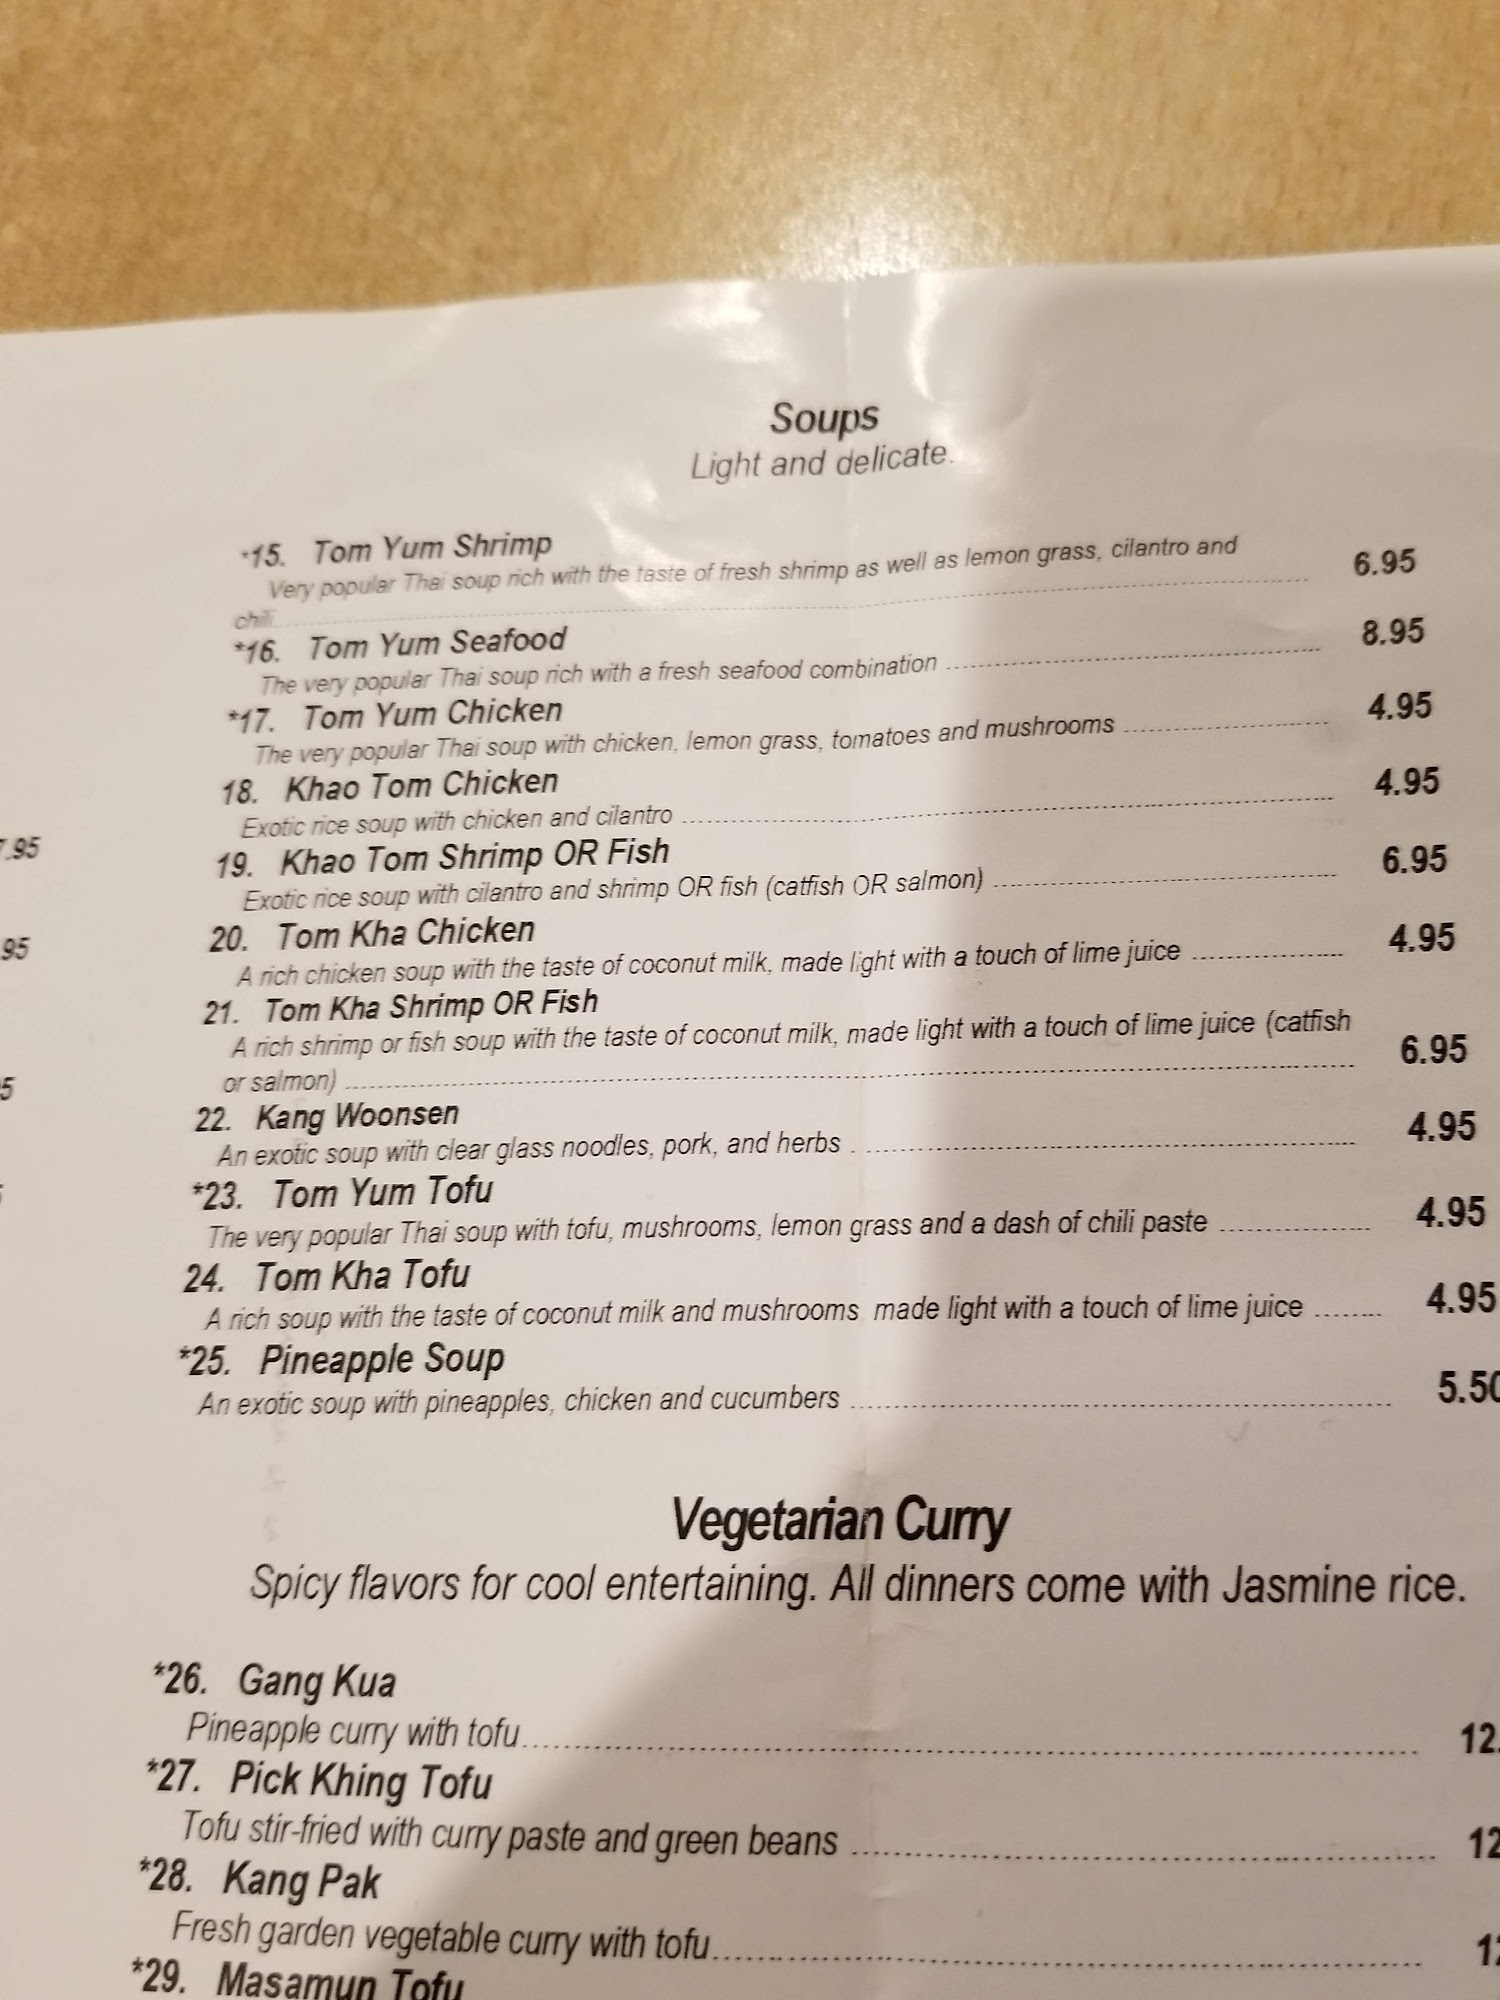 Soups
Light and delicate.
*15. Tom Yum Shrimp
Very popular Thai soup rich with the taste of fresh shrimp as well as lemon grass, cilantro and
chili 6.95
*16. Tom Yum Seafood
The very popular Thai soup rich with a fresh seafood combination 8.95
*17. Tom Yum Chicken
The very popular Thai soup with chicken, lemon grass, tomatoes and mushrooms 4.95
18. Khao Tom Chicken
Exotic rice soup with chicken and cilantro 4.95
19. Khao Tom Shrimp OR Fish
Exotic rice soup with cilantro and shrimp OR fish (catfish OR salmon) 6.95
20. Tom Kha Chicken
A rich chicken soup with the taste of coconut milk, made light with a touch of lime juice 4.95
21. Tom Kha Shrimp OR Fish
A rich shrimp or fish soup with the taste of coconut milk, made light with a touch of lime juice (catfish
or salmon) 6.95
22. Kang Woonsen
An exotic soup with clear glass noodles, pork, and herbs 4.95
*23. Tom Yum Tofu
The very popular Thai soup with tofu, mushrooms, lemon grass and a dash of chili paste 4.95
24. Tom Kha Tofu
A rich soup with the taste of coconut milk and mushrooms made light with a touch of lime juice 4.95
*25. Pineapple Soup
An exotic soup with pineapples, chicken and cucumbers 5.50
Vegetarian Curry
Spicy flavors for cool entertaining. All dinners come with Jasmine rice.
*26. Gang Kua
Pineapple curry with tofu 12.
*27. Pick Khing Tofu
Tofu stir-fried with curry paste and green beans 12
*28. Kang Pak
Fresh garden vegetable curry with tofu
*29. Masamun Tofu